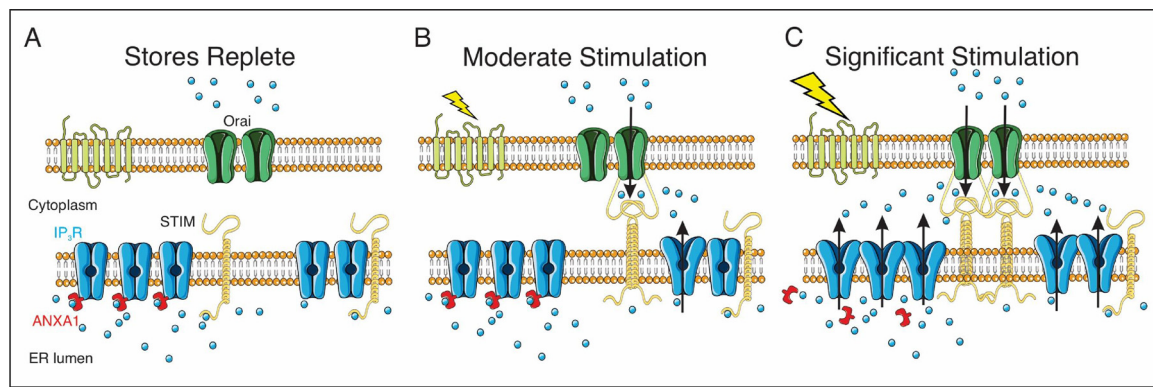 A
Stores Replete
Orai
Cytoplasm
IP₃R
STIM
ANXA1
ER lumen
B
Moderate Stimulation
C
Significant Stimulation